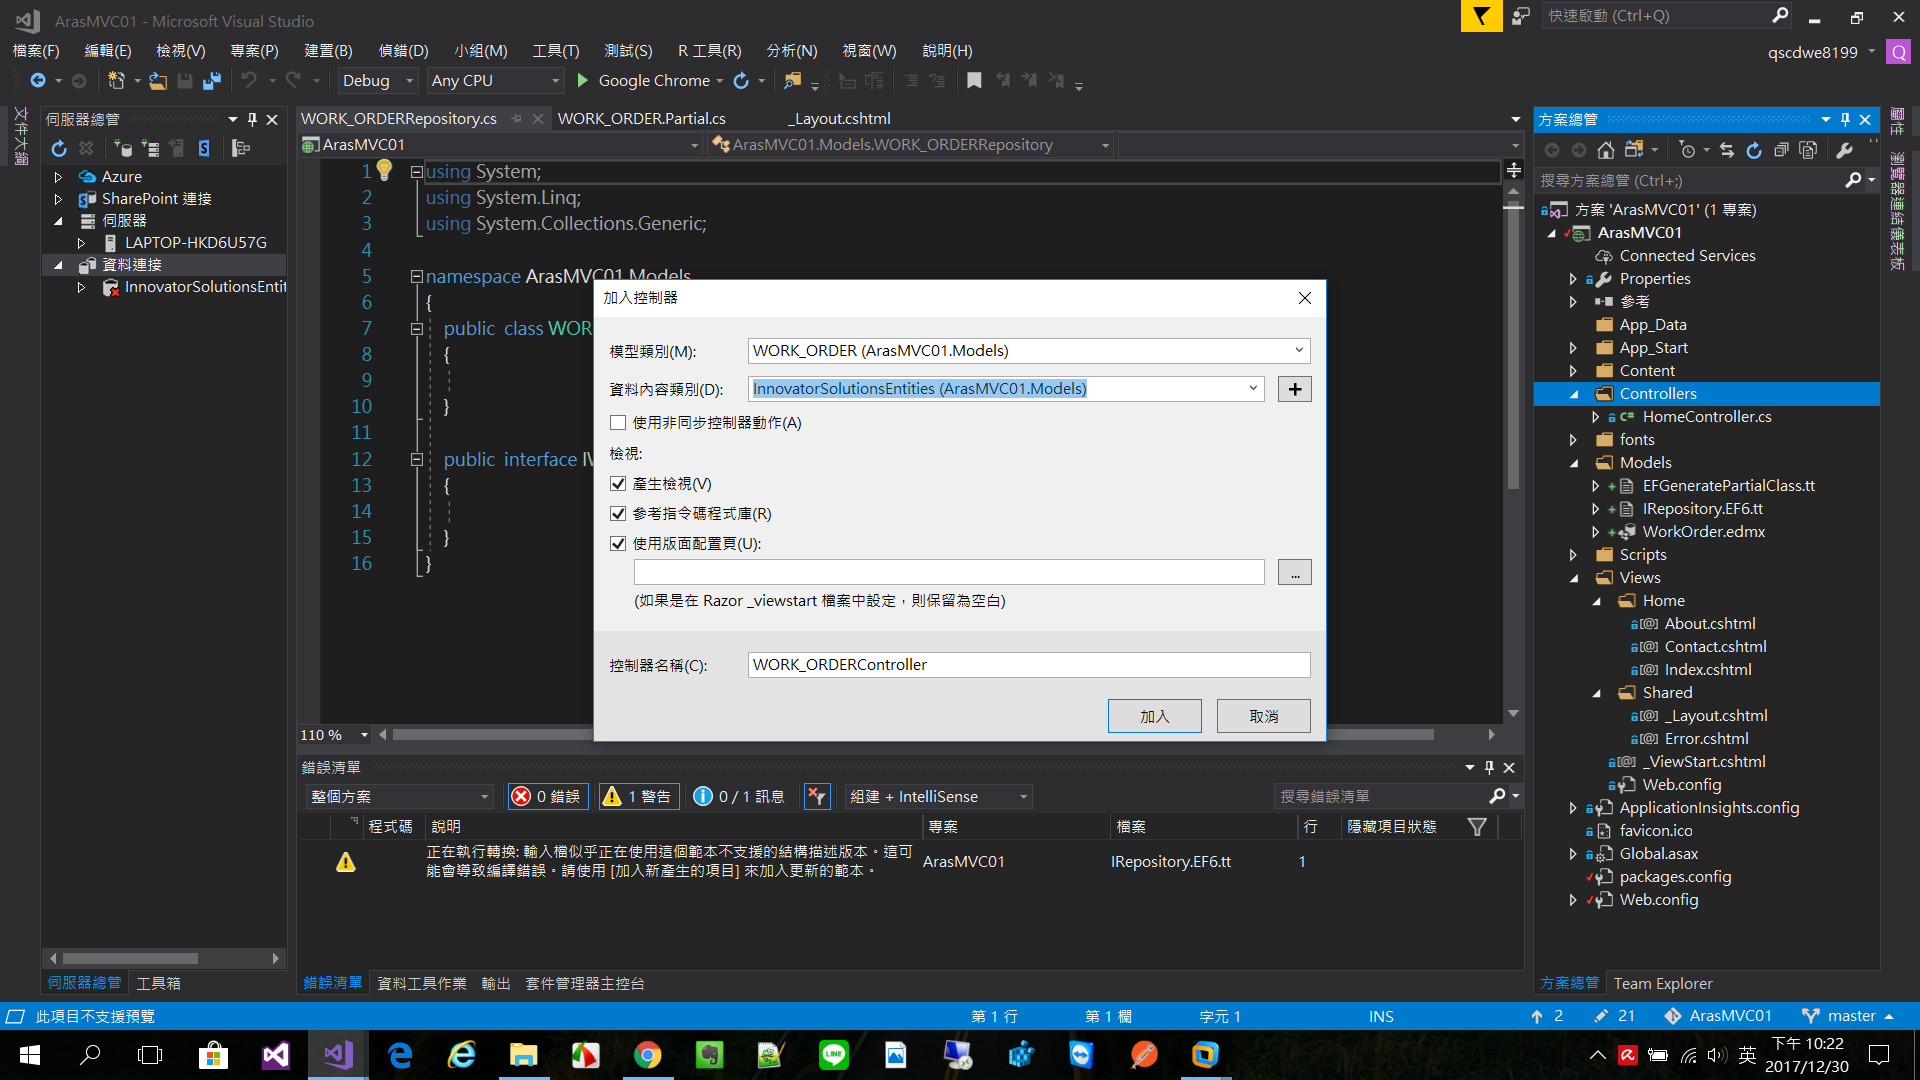 ArasMVC01 - Microsoft Visual Studio
快速啟動 (Ctrl+Q)
檔案(F) 編輯(E) 檢視(V) 專案(P) 建置(B) 偵錯(D) 小組(M) 工具(T) 測試(S) R 工具(R) 分析(N) 視窗(W) 說明(H)
qscdwe8199 Q
Debug Any CPU Google Chrome
文件大綱
伺服器總管
Azure
SharePoint 連接
伺服器
LAPTOP-HKD6U57G
資料連接
InnovatorSolutionsEntit
伺服器總管 工具箱
WORK_ORDERRepository.cs WORK_ORDER.Partial.cs _Layout.cshtml
ArasMVC01 ArasMVC01.Models.WORK_ORDERRepository
1 using System;
2 using System.Linq;
3 using System.Collections.Generic;
4
5 namespace ArasMVC01.Models
6 {
7 public class WOR
8 {
9
10 }
11
12 public interface IV
13 {
14
15 }
16 }
110 %
加入控制器
模型類別(M): WORK_ORDER (ArasMVC01.Models)
資料內容類別(D): InnovatorSolutionsEntities (ArasMVC01.Models) +
使用非同步控制器動作(A)
檢視:
產生檢視(V)
參考指令碼程式庫(R)
使用版面配置頁(U):
...
(如果是在 Razor _viewstart 檔案中設定，則保留為空白)
控制器名稱(C): WORK_ORDERController
加入 取消
錯誤清單
整個方案 0 錯誤 1 警告 0 / 1 訊息 組建 + IntelliSense 搜尋錯誤清單
程式碼 說明 專案 檔案 行 隱藏項目狀態
正在執行轉換: 輸入檔似乎正在使用這個範本不支援的結構描述版本。這可
能會導致編譯錯誤。請使用 [加入新產生的項目] 來加入更新的範本。
ArasMVC01 IRepository.EF6.tt 1
錯誤清單 資料工具作業 輸出 套件管理器主控台
方案總管
搜尋方案總管 (Ctrl+;)
方案 'ArasMVC01' (1 專案)
ArasMVC01
Connected Services
Properties
參考
App_Data
App_Start
Content
Controllers
HomeController.cs
fonts
Models
EFGeneratePartialClass.tt
IRepository.EF6.tt
WorkOrder.edmx
Scripts
Views
Home
About.cshtml
Contact.cshtml
Index.cshtml
Shared
_Layout.cshtml
Error.cshtml
_ViewStart.cshtml
Web.config
ApplicationInsights.config
favicon.ico
Global.asax
packages.config
Web.config
方案總管 Team Explorer
屬性
瀏覽器連結儀表板
此項目不支援預覽 第 1 行 第 1 欄 字元 1 INS 2 21 ArasMVC01 master
LINE
英
下午 10:22
2017/12/30